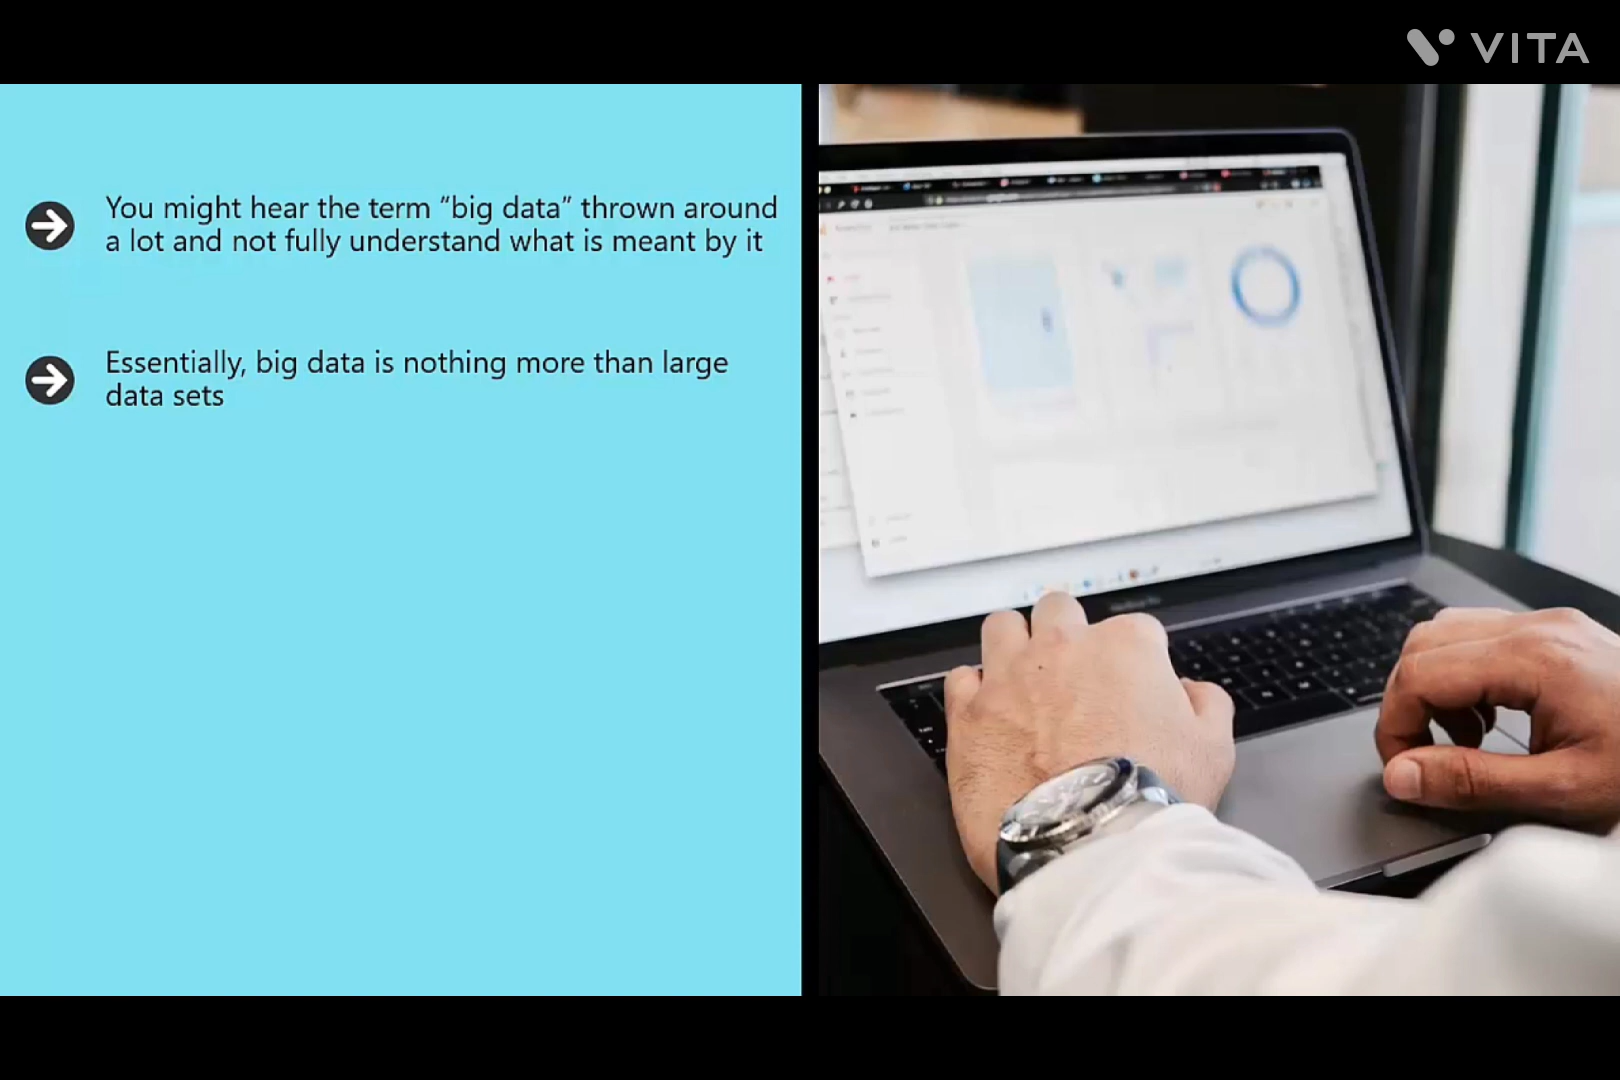 VITA
You might hear the term “big data” thrown around
a lot and not fully understand what is meant by it
Essentially, big data is nothing more than large
data sets